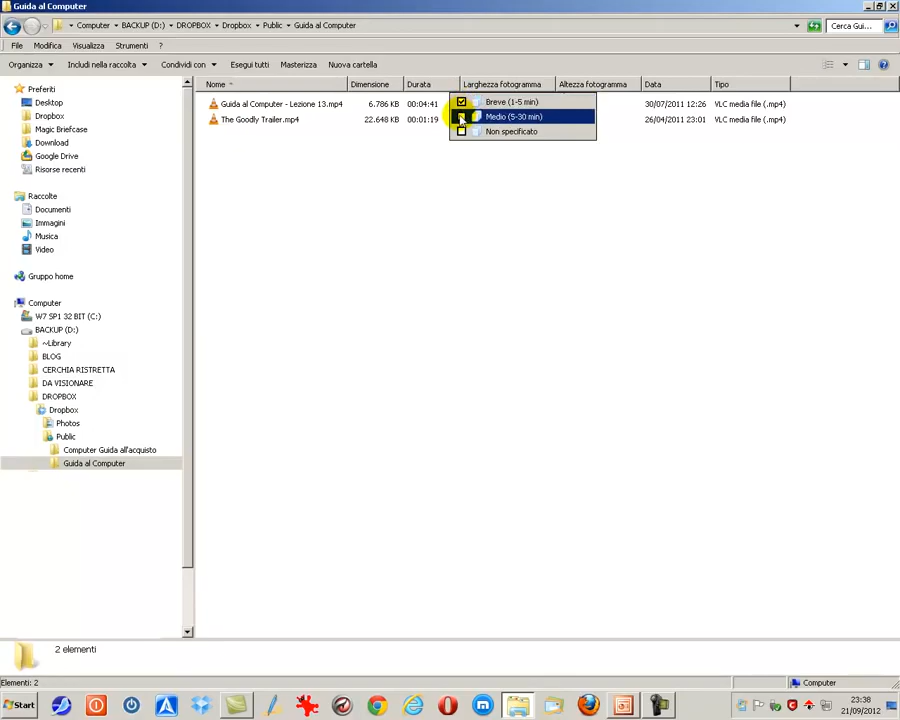 Guida al Computer
Computer BACKUP (D:) DROPBOX Dropbox Public Guida al Computer
Cerca Gui...
File Modifica Visualizza Strumenti ?
Organizza Includi nella raccolta Condividi con Esegui tutti Masterizza Nuova cartella
Preferiti
Desktop
Dropbox
Magic Briefcase
Download
Google Drive
Risorse recenti
Raccolte
Documenti
Immagini
Musica
Video
Gruppo home
Computer
W7 SP1 32 BIT (C:)
BACKUP (D:)
~Library
BLOG
CERCHIA RISTRETTA
DA VISIONARE
DROPBOX
Dropbox
Photos
Public
Computer Guida all'acquisto
Guida al Computer
Nome Dimensione Durata Larghezza fotogramma Altezza fotogramma Data Tipo
Guida al Computer - Lezione 13.mp4 6.786 KB 00:04:41 30/07/2011 12:26 VLC media file (.mp4)
The Goodly Trailer.mp4 22.648 KB 00:01:19 26/04/2011 23:01 VLC media file (.mp4)
Breve (1-5 min)
Medio (5-30 min)
Non specificato
2 elementi
Elementi: 2 Computer
Start
23:38
21/09/2012